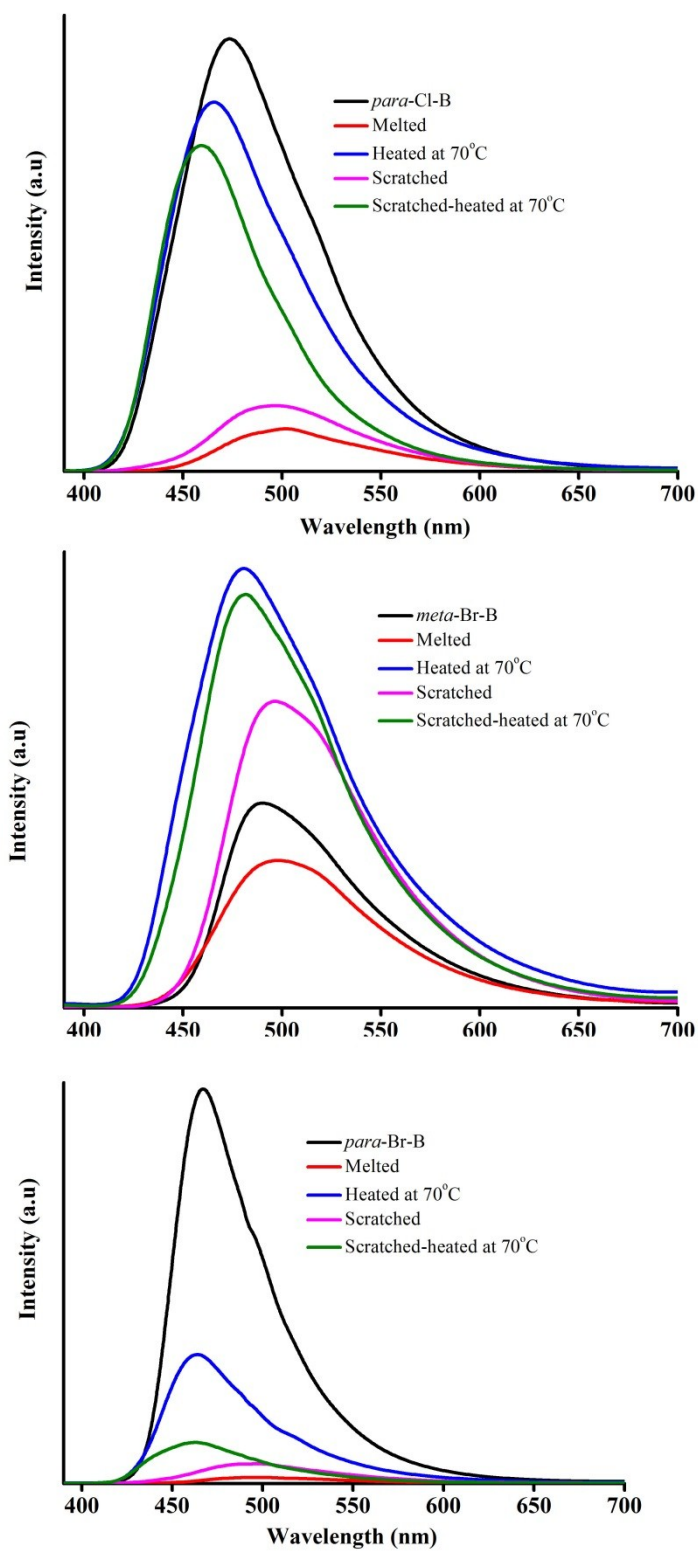 para-Cl-B
Melted
Heated at 70°C
Scratched
Scratched-heated at 70°C
Intensity (a.u)
400 450 500 550 600 650 700
Wavelength (nm)
meta-Br-B
Melted
Heated at 70°C
Scratched
Scratched-heated at 70°C
Intensity (a.u)
400 450 500 550 600 650 700
para-Br-B
Melted
Heated at 70°C
Scratched
Scratched-heated at 70°C
Intensity (a.u)
400 450 500 550 600 650 700
Wavelength (nm)